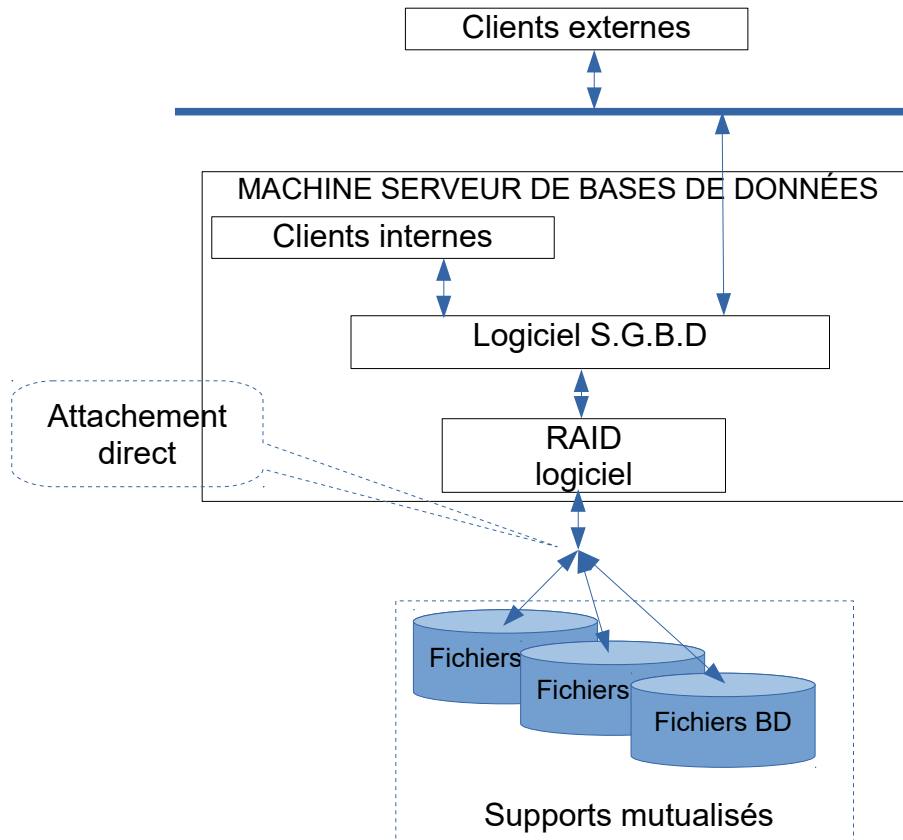 Clients externes
MACHINE SERVEUR DE BASES DE DONNÉES
Clients internes
Logiciel S.G.B.D
Attachement
direct
RAID
logiciel
Fichiers
Fichiers
Fichiers BD
Supports mutualisés